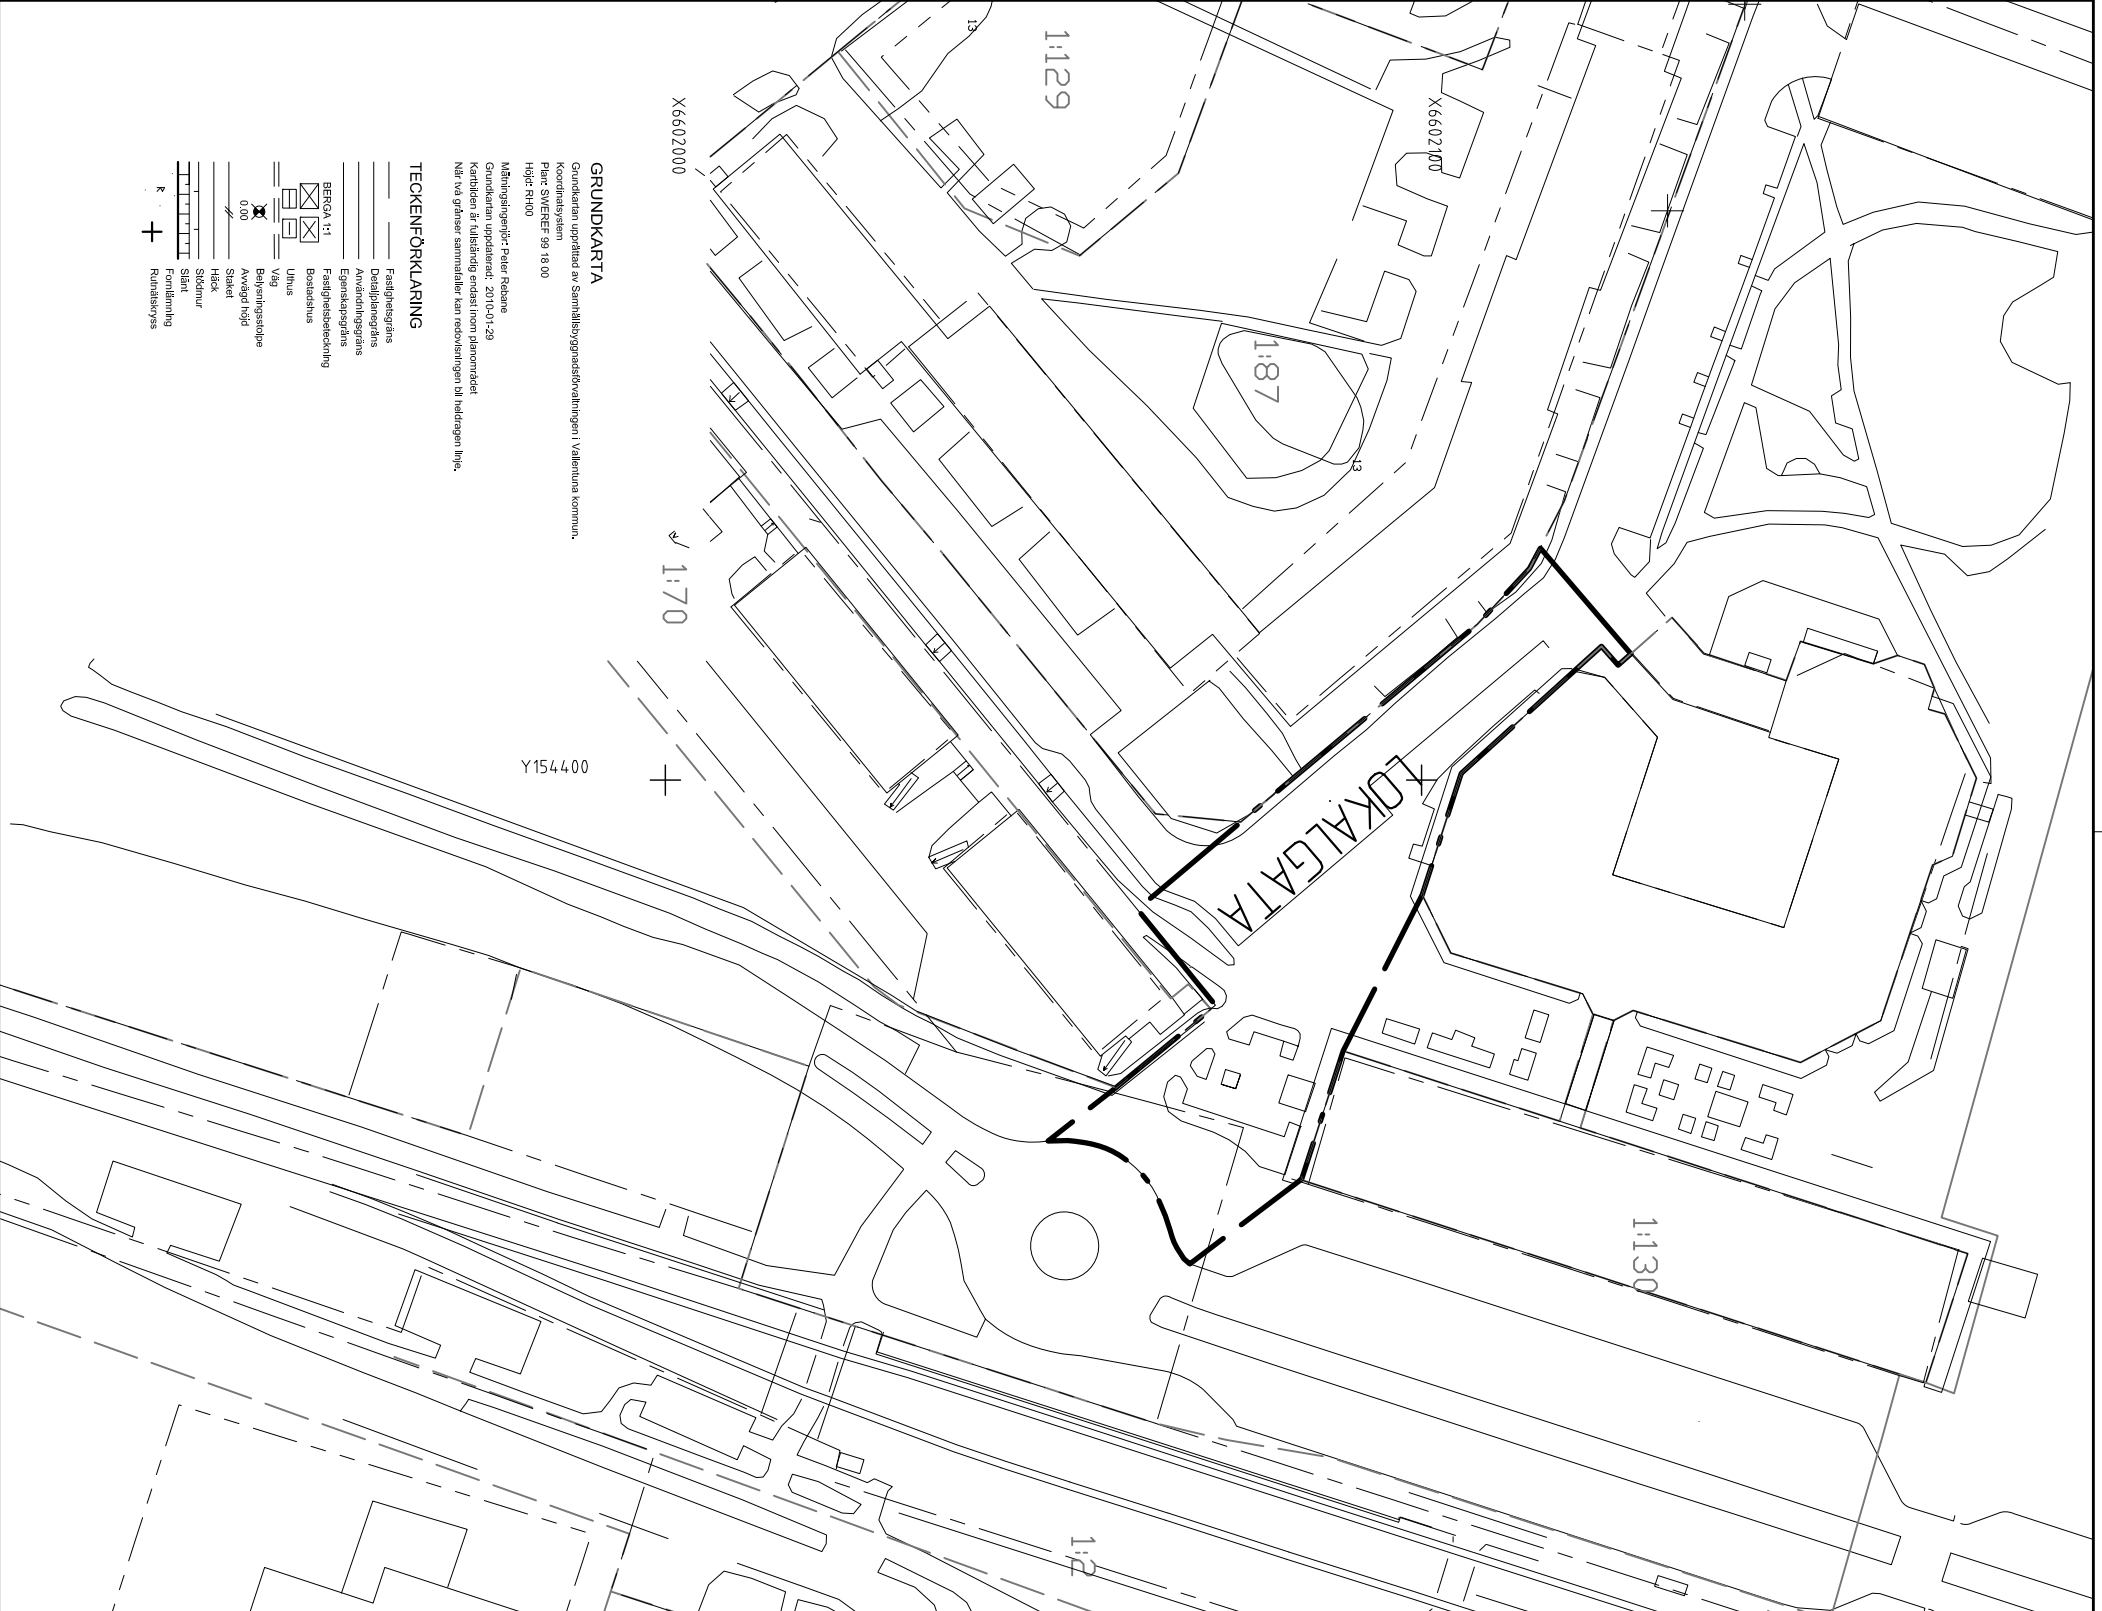 GRUNDKARTA
Grundkartan upprättad av Samhällsbyggnadsförvaltningen i Vallentuna kommun.
Koordinatsystem
Plan: SWEREF 99 18 00
Höjd: RH00
Mätningsingenjör: Peter Rebane
Grundkartan uppdaterad: 2010-01-29
Kartbilden är fullständig endast inom planområdet
När två gränser sammanfaller kan redovisningen bli heldragen linje.
TECKENFÖRKLARING
Fastighetsgräns
Detaljplanegräns
Användningsgräns
Egenskapsgräns
BERGA 1:1 Fastighetsbeteckning
Bostadshus
Uthus
Väg
Belysningsstolpe
0.00 Avvägd höjd
Staket
Häck
Stödmur
Slänt
R Fornlämning
Rutnätskryss
X6602000
X6602100
Y154400
1:129
1:87
1:70
1:130
1:2
13
13
LOKALGATA